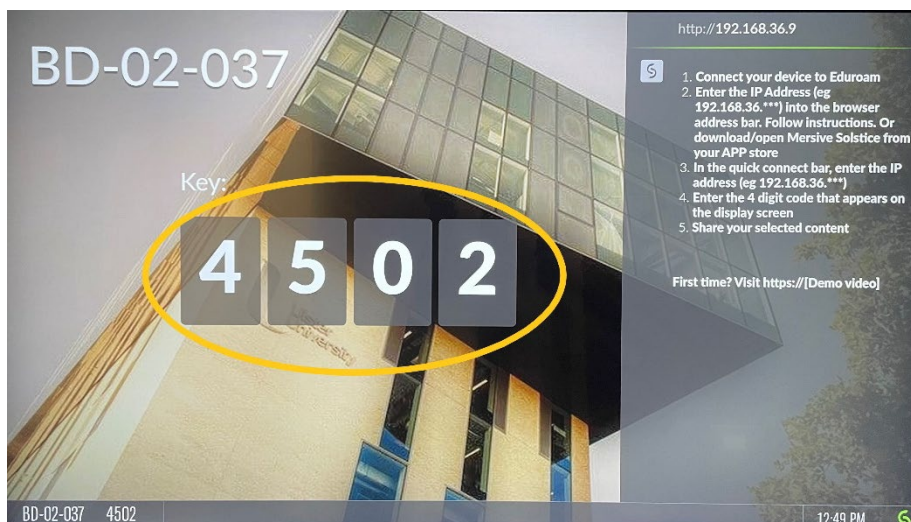 BD-02-037
Key:
4 5 0 2
Ulster
University
http://192.168.36.9
1. Connect your device to Eduroam
2. Enter the IP Address (eg
192.168.36.***) into the browser
address bar. Follow instructions. Or
download/open Mersive Solstice from
your APP store
3. In the quick connect bar, enter the IP
address (eg 192.168.36.***)
4. Enter the 4 digit code that appears on
the display screen
5. Share your selected content
First time? Visit https://[Demo video]
BD-02-037 4502
12:49 PM